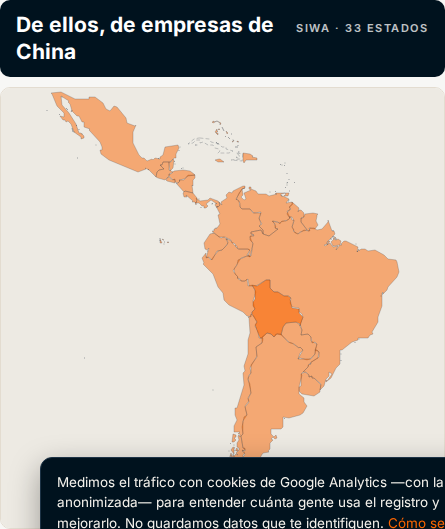 De ellos, de empresas de
China
SIWA · 33 ESTADOS
Medimos el tráfico con cookies de Google Analytics —con la
anonimizada— para entender cuánta gente usa el registro y
mejorarlo. No guardamos datos que te identifiquen. Cómo se